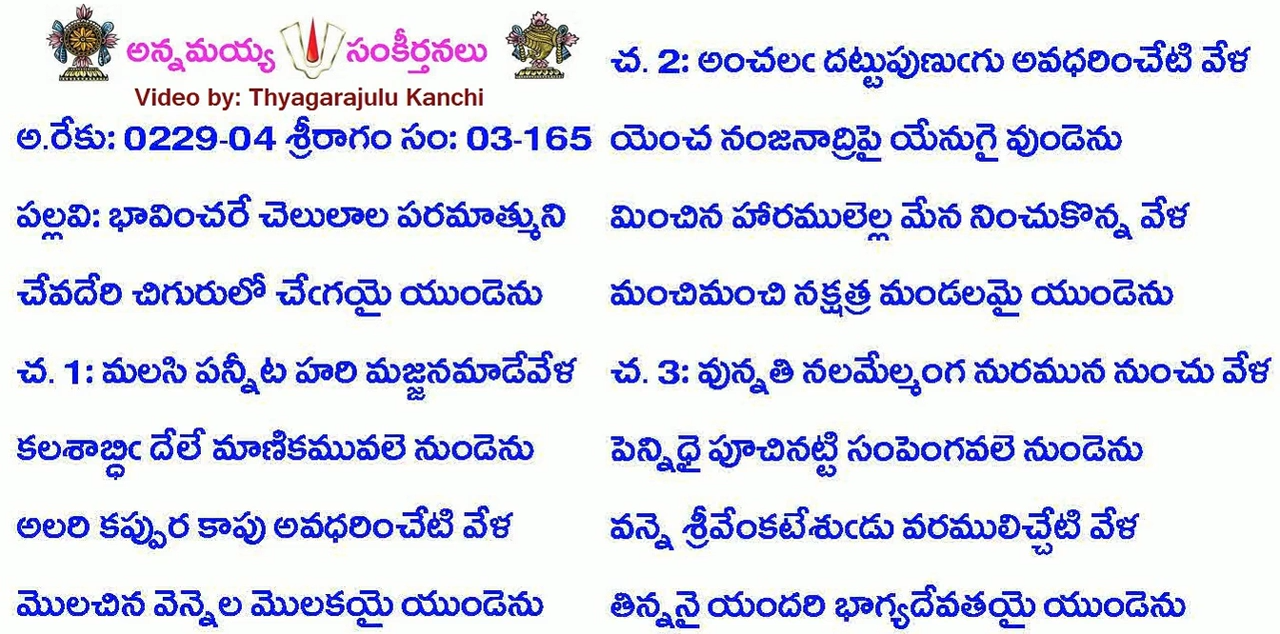 అన్నమయ్య సంకీర్తనలు
Video by: Thyagarajulu Kanchi
అ.రేకు: 0229-04 శ్రీరాగం సం: 03-165
పల్లవి: భావించరే చెలులాల పరమాత్ముని
చేవదేరి చిగురులో చేఁగయై యుండెను
చ. 1: మలసి పన్నీట హరి మజ్జనమాడేవేళ
కలశాబ్ధిఁ దేలే మాణికమువలె నుండెను
అలరి కప్పుర కాపు అవధరించేటి వేళ
మొలచిన వెన్నెల మొలకయై యుండెను
చ. 2: అంచలఁ దట్టుపుణుఁగు అవధరించేటి వేళ
యెంచ నంజనాద్రిపై యేనుగై వుండెను
మించిన హారములెల్ల మేన నించుకొన్న వేళ
మంచిమంచి నక్షత్ర మండలమై యుండెను
చ. 3: వున్నతి నలమేల్మంగ నురమున నుంచు వేళ
పెన్నిధై పూచినట్టి సంపెంగవలె నుండెను
వన్నె శ్రీవేంకటేశుఁడు వరములిచ్చేటి వేళ
తిన్ననై యందరి భాగ్యదేవతయై యుండెను